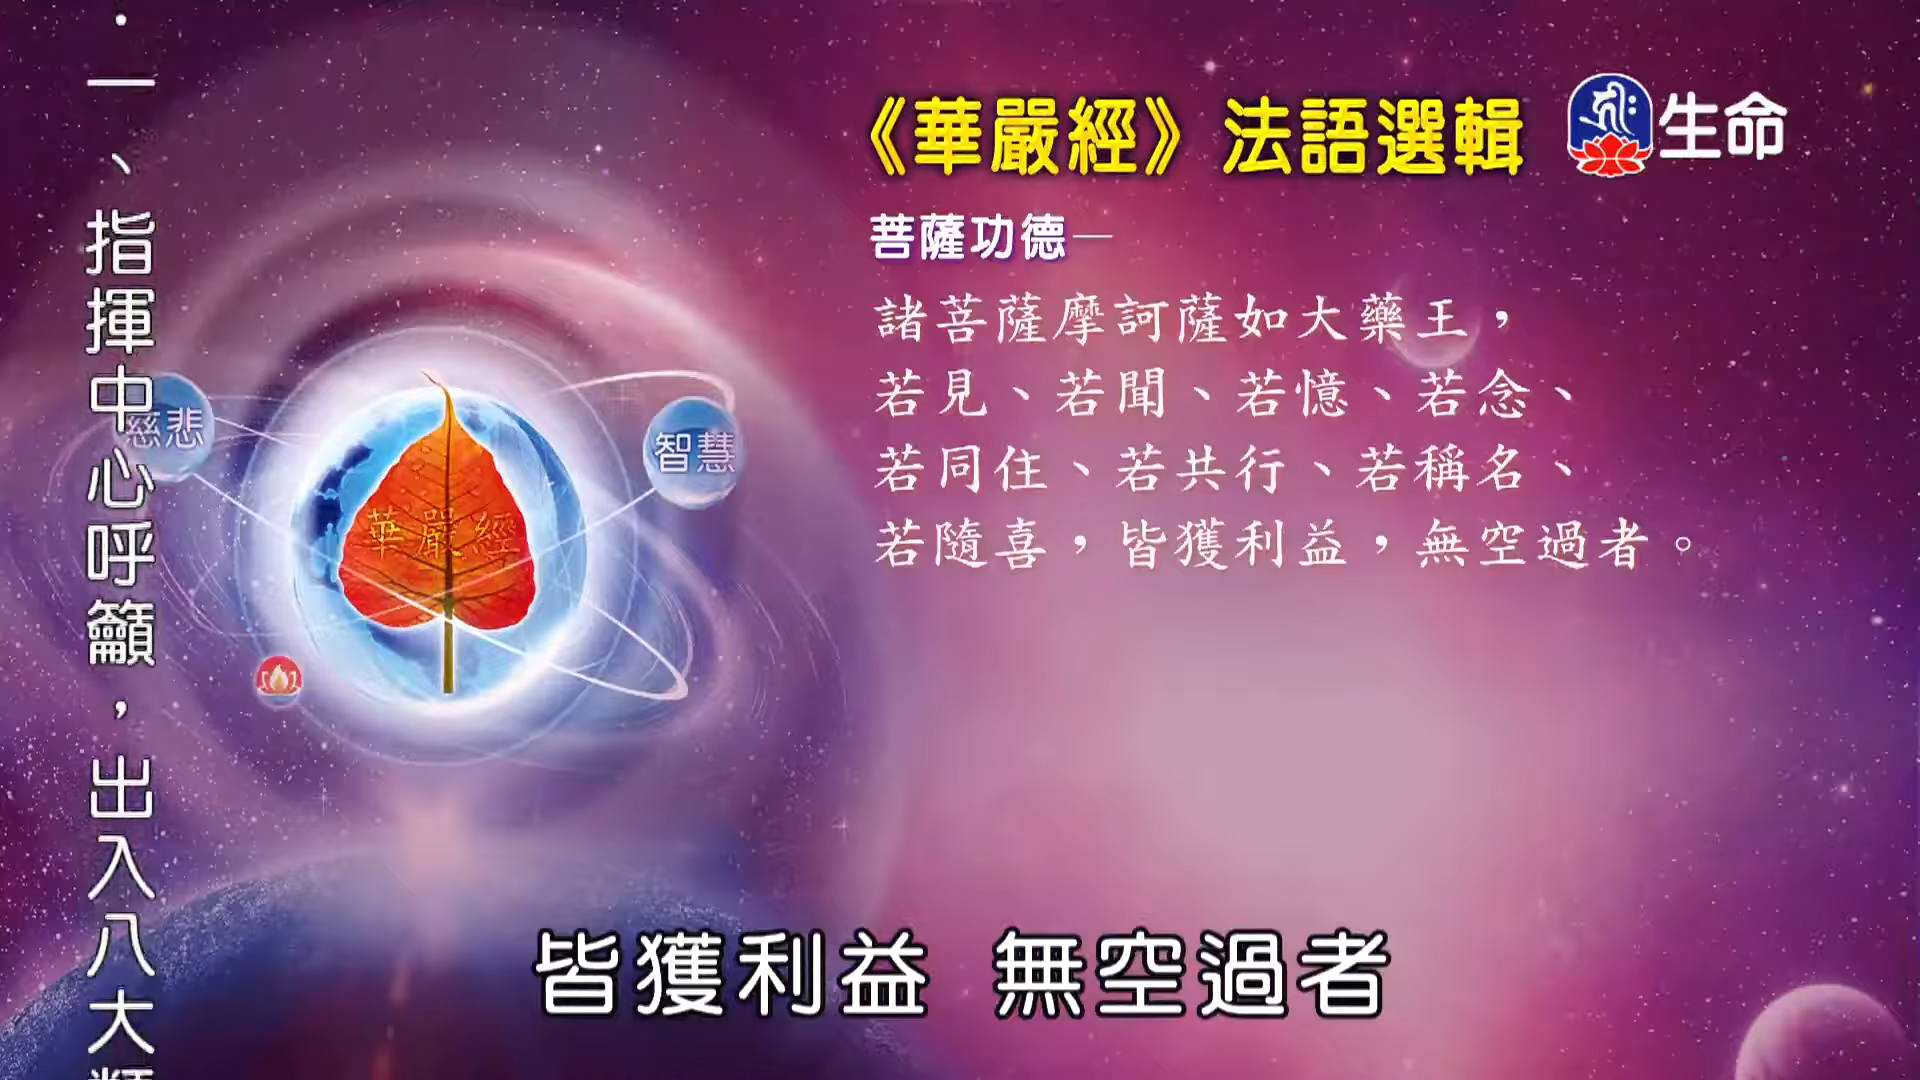 《華嚴經》法語選輯
生命
菩薩功德—
諸菩薩摩訶薩如大藥王，
若見、若聞、若憶、若念、
若同住、若共行、若稱名、
若隨喜，皆獲利益，無空過者。
一、指揮中心呼籲，出入八大類
慈悲
智慧
華嚴經
皆獲利益 無空過者